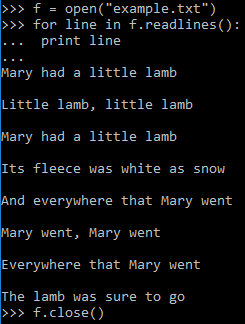 >>> f = open("example.txt")
>>> for line in f.readlines():
...  print line
...
Mary had a little lamb
Little lamb, little lamb
Mary had a little lamb
Its fleece was white as snow
And everywhere that Mary went
Mary went, Mary went
Everywhere that Mary went
The lamb was sure to go
>>> f.close()